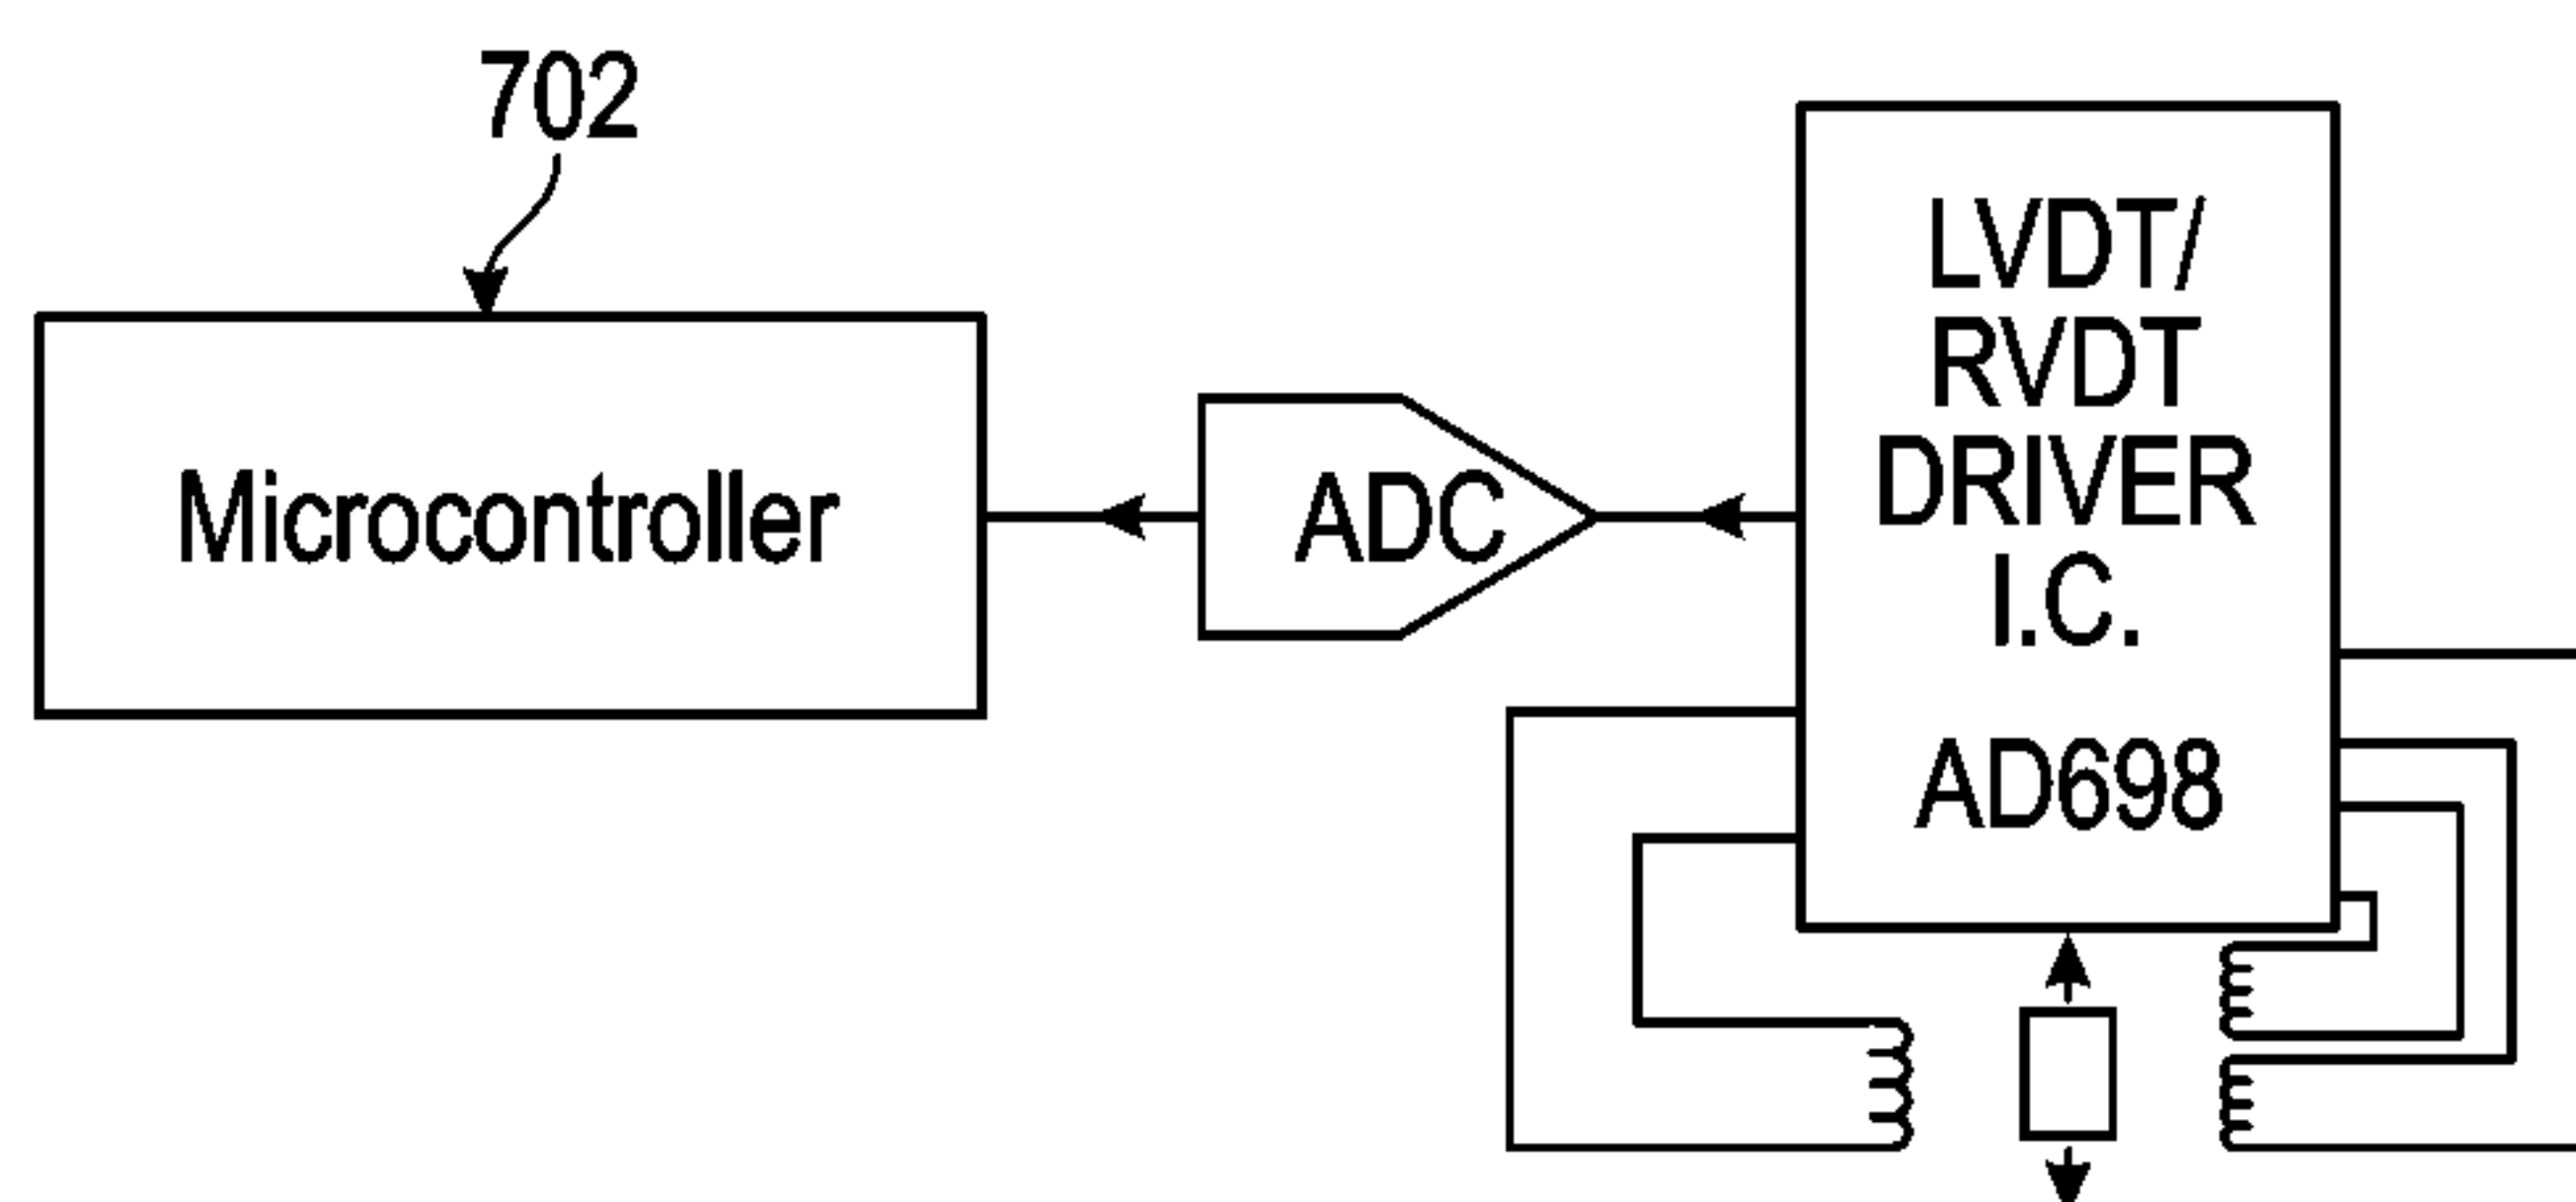 702
Microcontroller
ADC
LVDT/
RVDT
DRIVER
I.C.
AD698